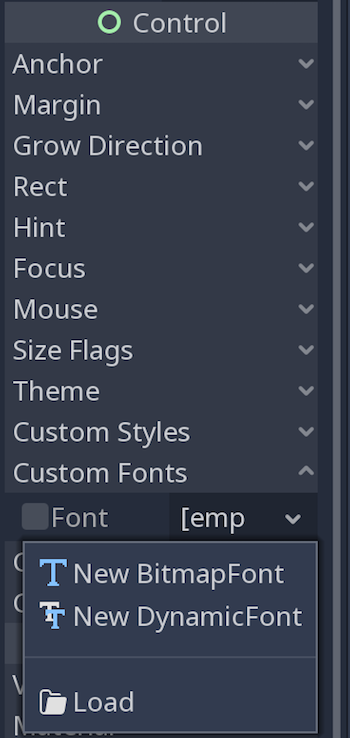 Control
Anchor
Margin
Grow Direction
Rect
Hint
Focus
Mouse
Size Flags
Theme
Custom Styles
Custom Fonts
Font [emp
New BitmapFont
New DynamicFont
Load